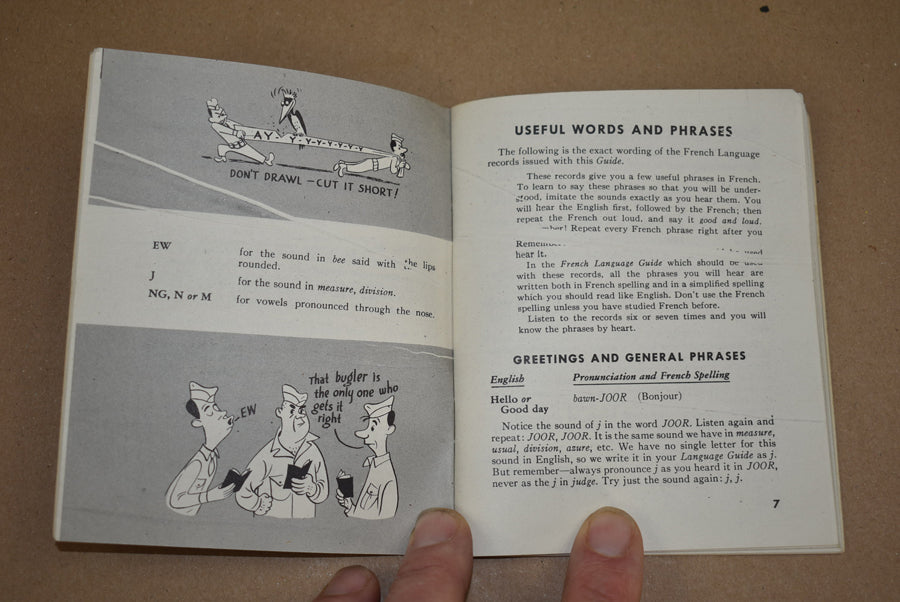 AY-Y-Y-Y-Y-Y-Y-Y
DON'T DRAWL - CUT IT SHORT!
EW for the sound in bee said with the lips
rounded.
J for the sound in measure, division.
NG, N or M for vowels pronounced through the nose.
EW
That bugler is
the only one who
gets it
right
USEFUL WORDS AND PHRASES
The following is the exact wording of the French Language
records issued with this Guide.
These records give you a few useful phrases in French.
To learn to say these phrases so that you will be under-
stood, imitate the sounds exactly as you hear them. You
will hear the English first, followed by the French; then
repeat the French out loud, and say it good and loud.
Repeat every French phrase right after you
hear it.
In the French Language Guide which should be
with these records, all the phrases you will hear are
written both in French spelling and in a simplified spelling
which you should read like English. Don't use the French
spelling unless you have studied French before.
Listen to the records six or seven times and you will
know the phrases by heart.
GREETINGS AND GENERAL PHRASES
English Pronunciation and French Spelling
Hello or bawn-JOOR (Bonjour)
Good day
Notice the sound of j in the word JOOR. Listen again and
repeat: JOOR, JOOR. It is the same sound we have in measure,
usual, division, azure, etc. We have no single letter for this
sound in English, so we write it in your Language Guide as j.
But remember—always pronounce j as you heard it in JOOR,
never as the j in judge. Try just the sound again: j, j.
7